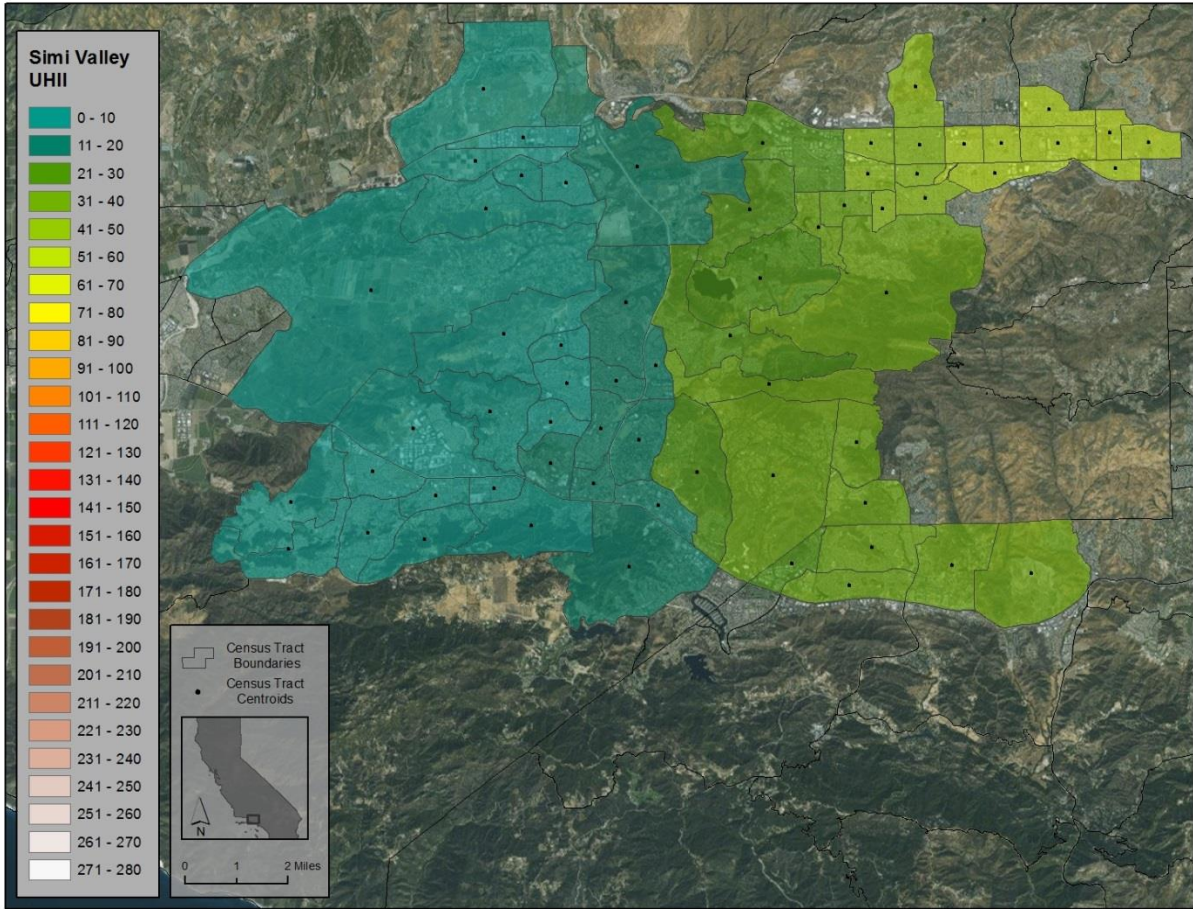 Simi Valley
UHII
0 - 10
11 - 20
21 - 30
31 - 40
41 - 50
51 - 60
61 - 70
71 - 80
81 - 90
91 - 100
101 - 110
111 - 120
121 - 130
131 - 140
141 - 150
151 - 160
161 - 170
171 - 180
181 - 190
191 - 200
201 - 210
211 - 220
221 - 230
231 - 240
241 - 250
251 - 260
261 - 270
271 - 280
Census Tract
Boundaries
Census Tract
Centroids
N
0 1 2 Miles